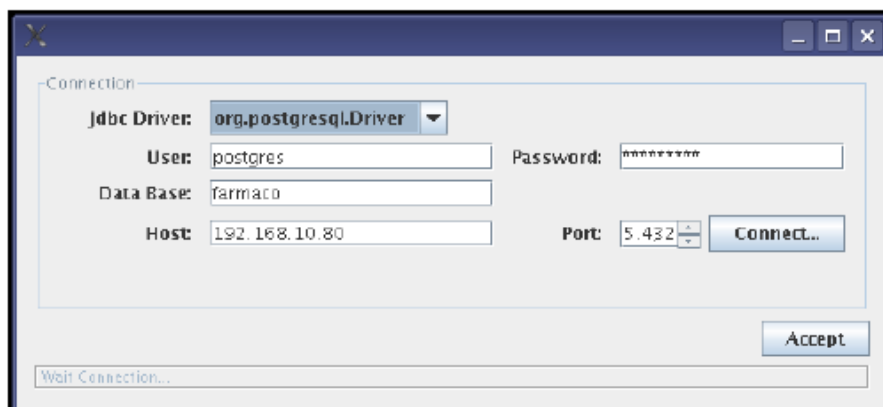 Connection
Jdbc Driver: org.postgresql.Driver
User: postgres Password: *********
Data Base: farmaco
Host: 192.168.10.80 Port: 5.432 Connect...
Accept
Wait Connection...